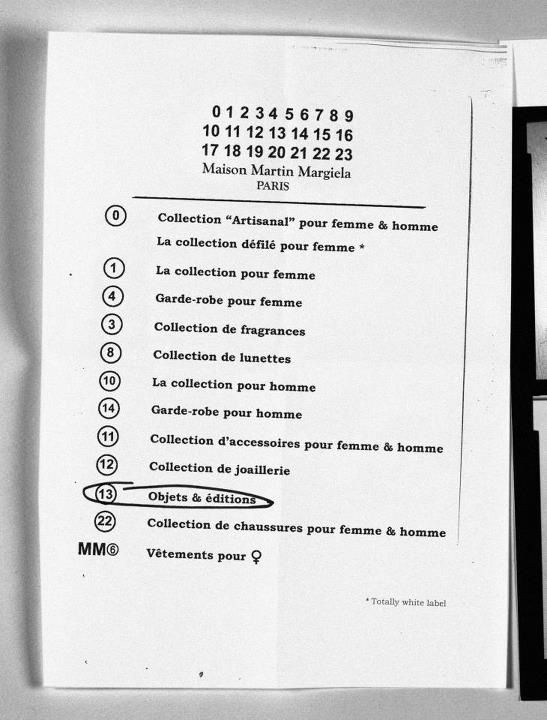 0 1 2 3 4 5 6 7 8 9
10 11 12 13 14 15 16
17 18 19 20 21 22 23
Maison Martin Margiela
PARIS
0 Collection “Artisanal” pour femme & homme
La collection défilé pour femme *
1 La collection pour femme
4 Garde-robe pour femme
3 Collection de fragrances
8 Collection de lunettes
10 La collection pour homme
14 Garde-robe pour homme
11 Collection d'accessoires pour femme & homme
12 Collection de joaillerie
13 Objets & éditions
22 Collection de chaussures pour femme & homme
MM⑥ Vêtements pour ♀
* Totally white label